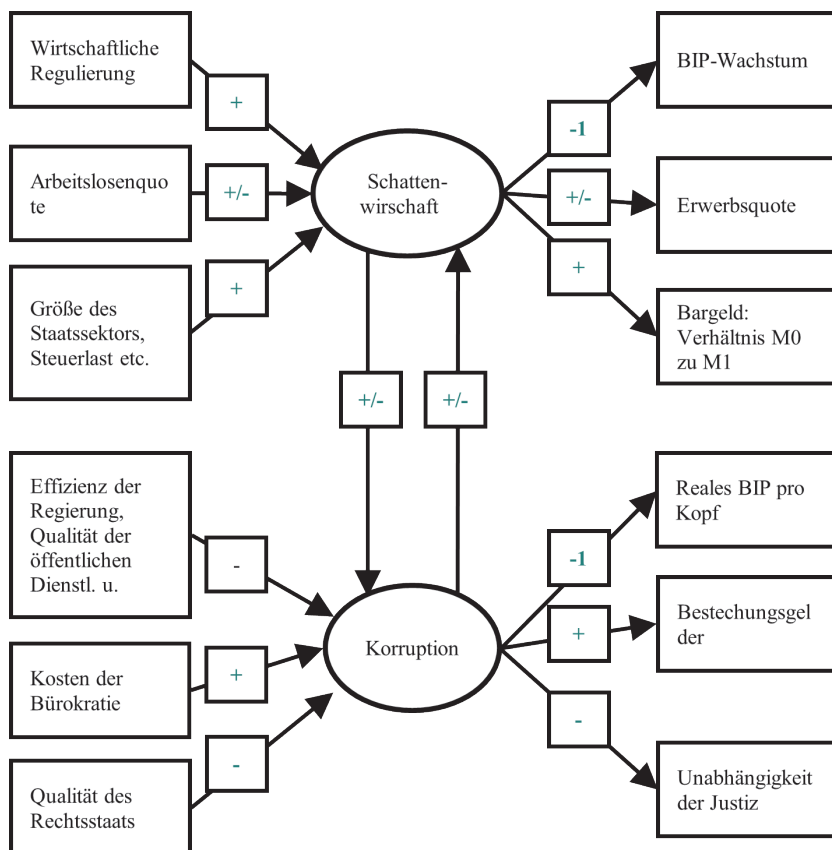 Wirtschaftliche
Regulierung
+
Arbeitslosenquo
te
+/-
Größe des
Staatssektors,
Steuerlast etc.
+
Schatten-
wirschaft
-1
BIP-Wachstum
+/-
Erwerbsquote
+
Bargeld:
Verhältnis M0
zu M1
+/-
+/-
Effizienz der
Regierung,
Qualität der
öffentlichen
Dienstl. u.
-
Kosten der
Bürokratie
+
Qualität des
Rechtsstaats
-
Korruption
-1
Reales BIP pro
Kopf
+
Bestechungsgel
der
-
Unabhängigkeit
der Justiz